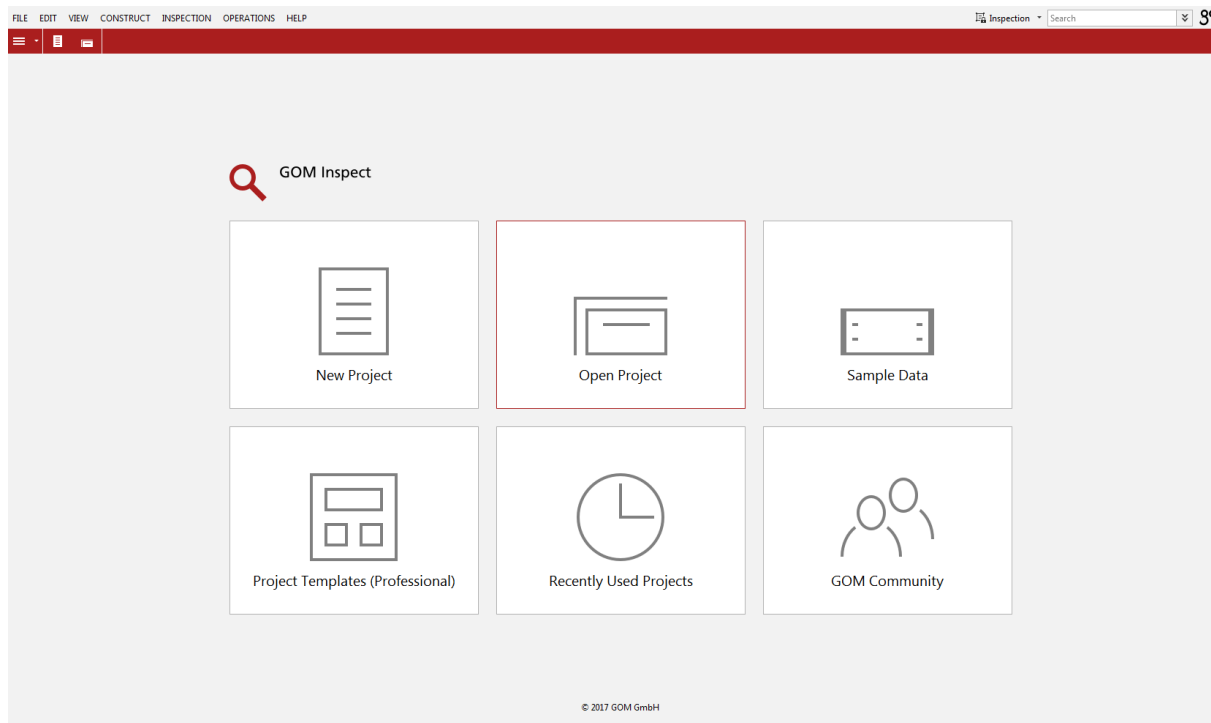 FILE EDIT VIEW CONSTRUCT INSPECTION OPERATIONS HELP Inspection Search
GOM Inspect
New Project Open Project Sample Data
Project Templates (Professional) Recently Used Projects GOM Community
© 2017 GOM GmbH